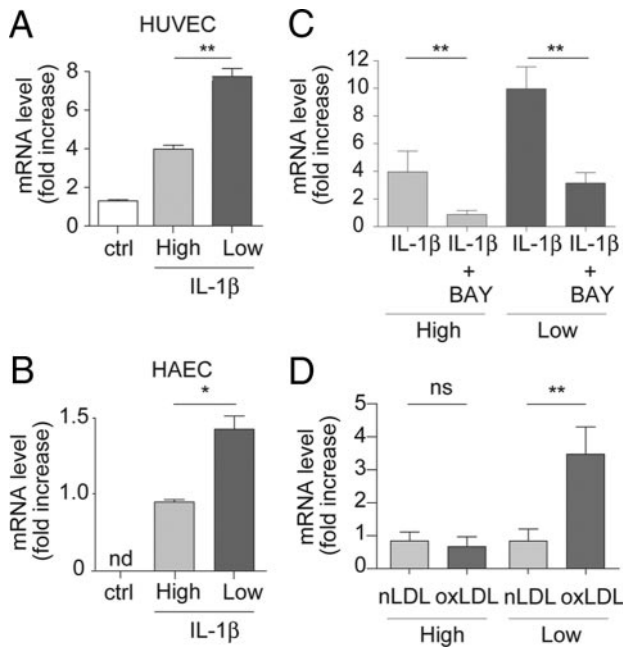 A
HUVEC
mRNA level
(fold increase)
8
6
4
2
0
**
ctrl
High
Low
IL-1β
B
HAEC
mRNA level
(fold increase)
1.5
1.0
0
*
nd
ctrl
High
Low
IL-1β
C
mRNA level
(fold increase)
12
10
8
6
4
2
0
**
**
IL-1β
IL-1β
+
BAY
IL-1β
IL-1β
+
BAY
High
Low
D
mRNA level
(fold increase)
5
4
3
2
1
0
ns
**
nLDL oxLDL nLDL oxLDL
High
Low